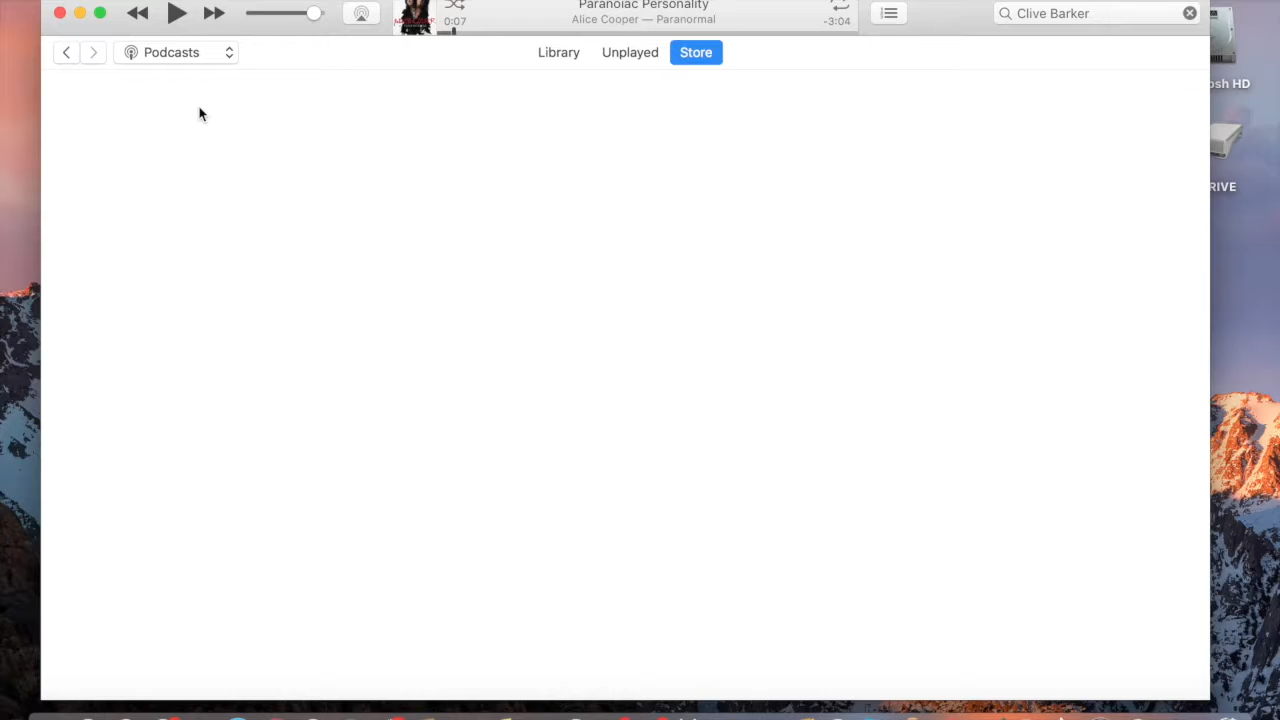 Paranoiac Personality
0:07
Alice Cooper — Paranormal
-3:04
Clive Barker
Podcasts
Library
Unplayed
Store
osh HD
RIVE